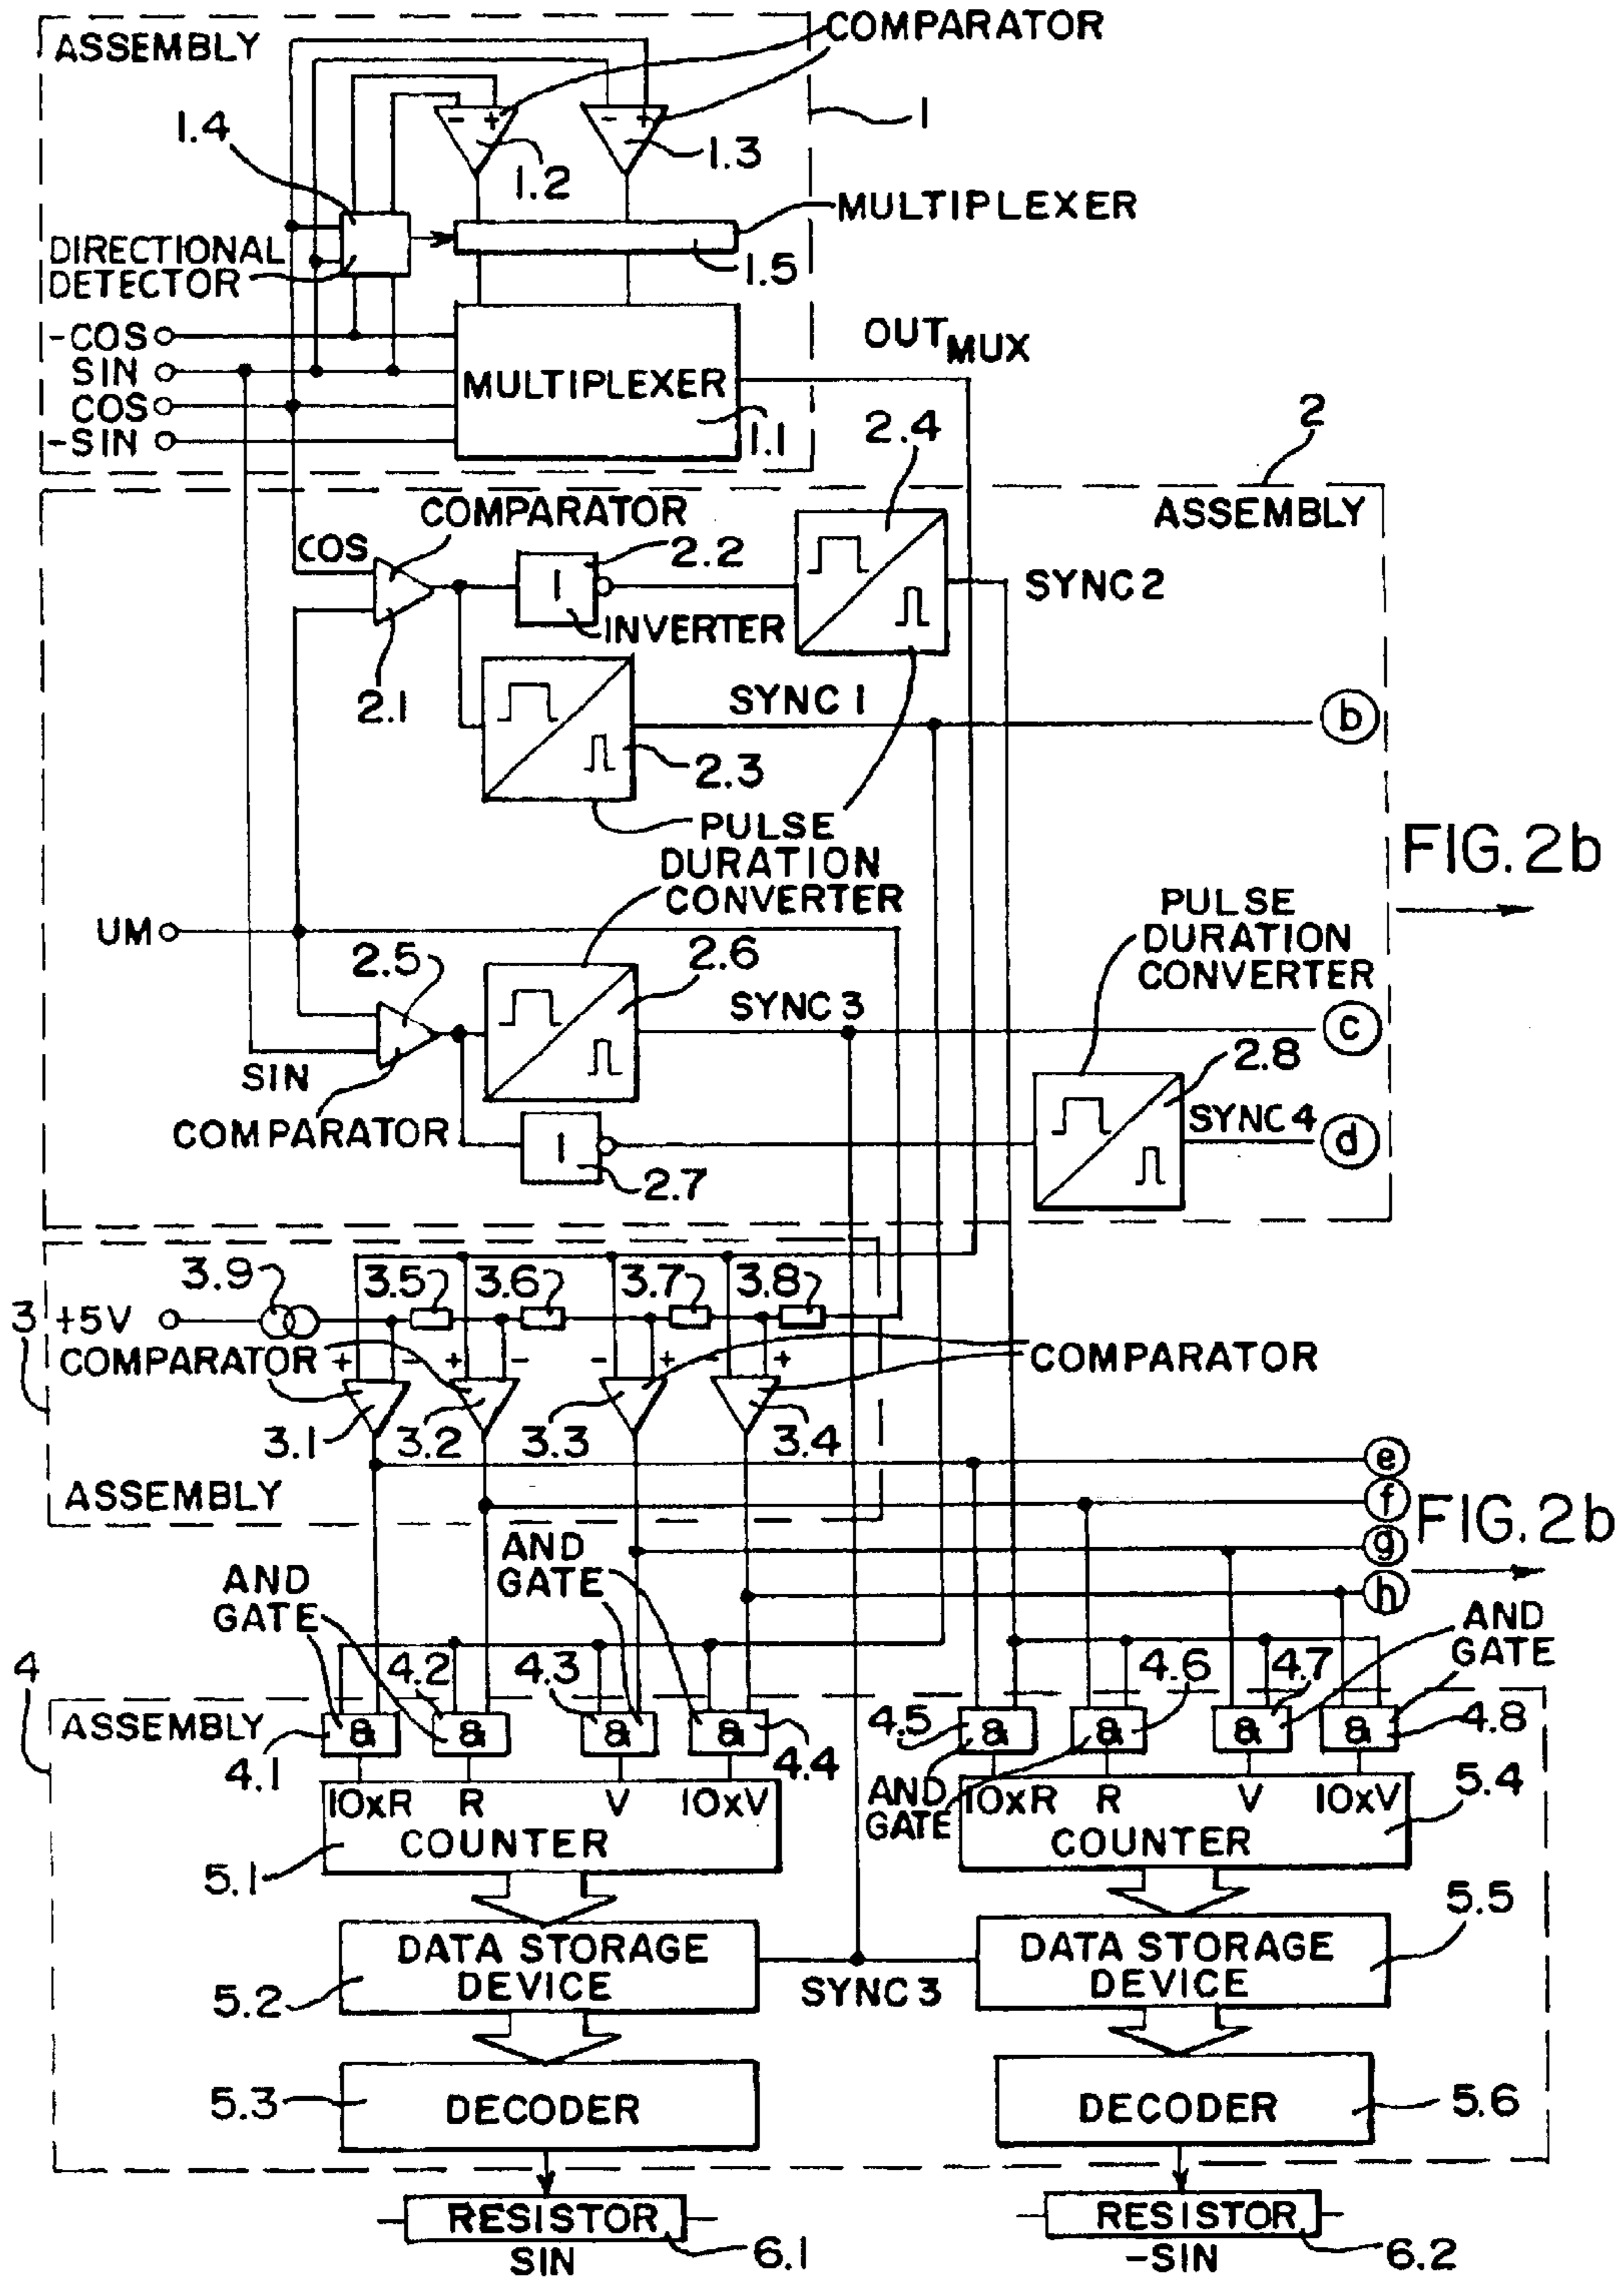 ASSEMBLY
COMPARATOR
1
1.4
- +
- +
1.2
1.3
MULTIPLEXER
DIRECTIONAL
DETECTOR
1.5
-COS
SIN
COS
-SIN
MULTIPLEXER
1.1
OUT MUX
2
2.4
COMPARATOR
ASSEMBLY
COS
2.2
1
INVERTER
SYNC 2
2.1
SYNC 1
b
2.3
PULSE
DURATION
CONVERTER
FIG. 2b
UM
2.5
2.6
PULSE
DURATION
CONVERTER
SYNC 3
c
SIN
2.8
COMPARATOR
1
SYNC 4
d
2.7
3.9
3.5
3.6
3.7
3.8
3
+5V
COMPARATOR
+ - + - - + - +
COMPARATOR
3.1
3.2
3.3
3.4
e
ASSEMBLY
f
FIG. 2b
g
h
AND
GATE
AND
GATE
AND
GATE
4
4.2
4.3
4.6
4.7
ASSEMBLY
& & & &
4.5
& & & &
4.8
4.1
4.4
AND
GATE
10xR R V 10xV
COUNTER
5.1
10xR R V 10xV
COUNTER
5.4
DATA STORAGE
DEVICE
5.2
SYNC 3
DATA STORAGE
DEVICE
5.5
5.3
DECODER
DECODER
5.6
RESISTOR
SIN
6.1
RESISTOR
-SIN
6.2